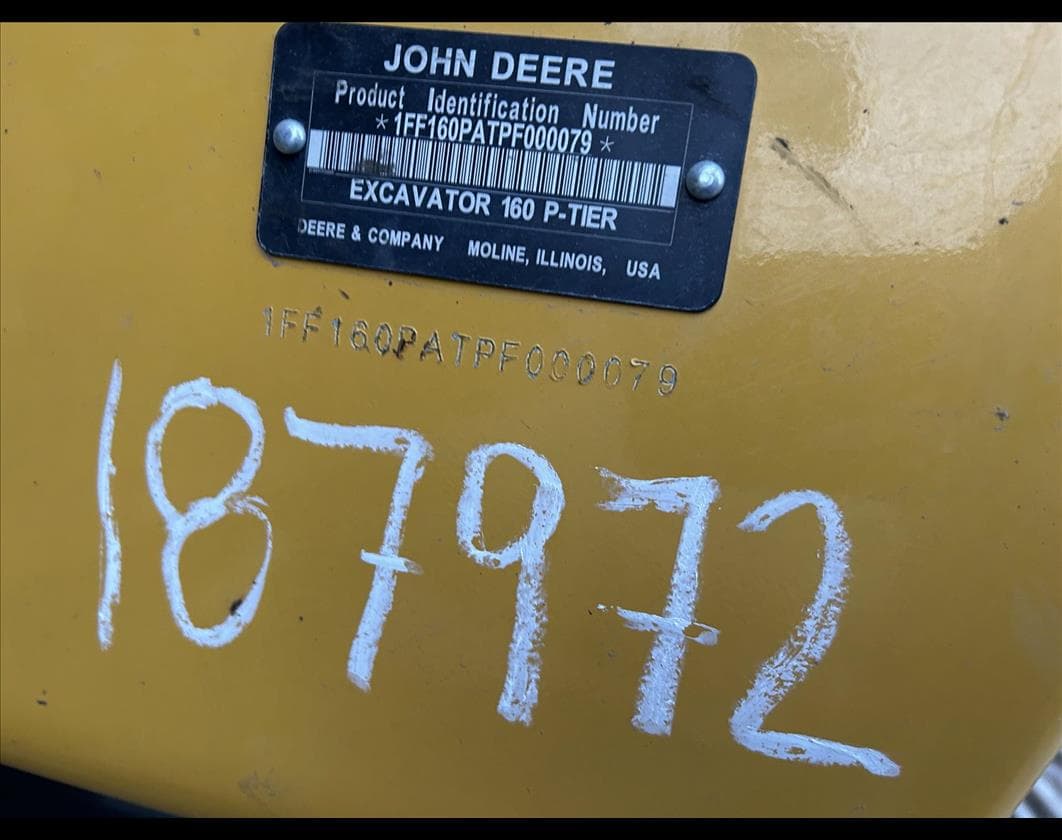 JOHN DEERE
Product Identification Number
*1FF160PATPF000079*
EXCAVATOR 160 P-TIER
DEERE & COMPANY MOLINE, ILLINOIS, USA
1FF160PATPF000079
187972